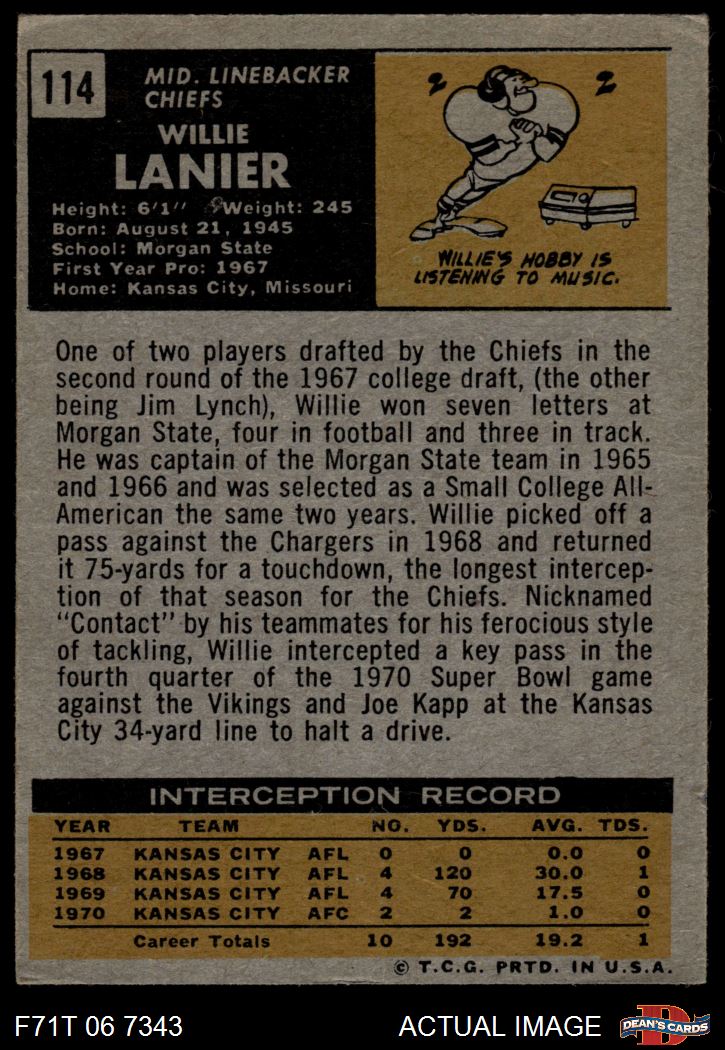 114
MID. LINEBACKER
CHIEFS
WILLIE
LANIER
Height: 6'1" Weight: 245
Born: August 21, 1945
School: Morgan State
First Year Pro: 1967
Home: Kansas City, Missouri
WILLIE'S HOBBY IS
LISTENING TO MUSIC.
One of two players drafted by the Chiefs in the
second round of the 1967 college draft, (the other
being Jim Lynch), Willie won seven letters at
Morgan State, four in football and three in track.
He was captain of the Morgan State team in 1965
and 1966 and was selected as a Small College All-
American the same two years. Willie picked off a
pass against the Chargers in 1968 and returned
it 75-yards for a touchdown, the longest intercep-
tion of that season for the Chiefs. Nicknamed
"Contact" by his teammates for his ferocious style
of tackling, Willie intercepted a key pass in the
fourth quarter of the 1970 Super Bowl game
against the Vikings and Joe Kapp at the Kansas
City 34-yard line to halt a drive.
INTERCEPTION RECORD
YEAR TEAM NO. YDS. AVG. TDS.
1967 KANSAS CITY AFL 0 0 0.0 0
1968 KANSAS CITY AFL 4 120 30.0 1
1969 KANSAS CITY AFL 4 70 17.5 0
1970 KANSAS CITY AFC 2 2 1.0 0
Career Totals 10 192 19.2 1
© T.C.G. PRTD. IN U.S.A.
F71T 06 7343 ACTUAL IMAGE D DEAN'S CARDS